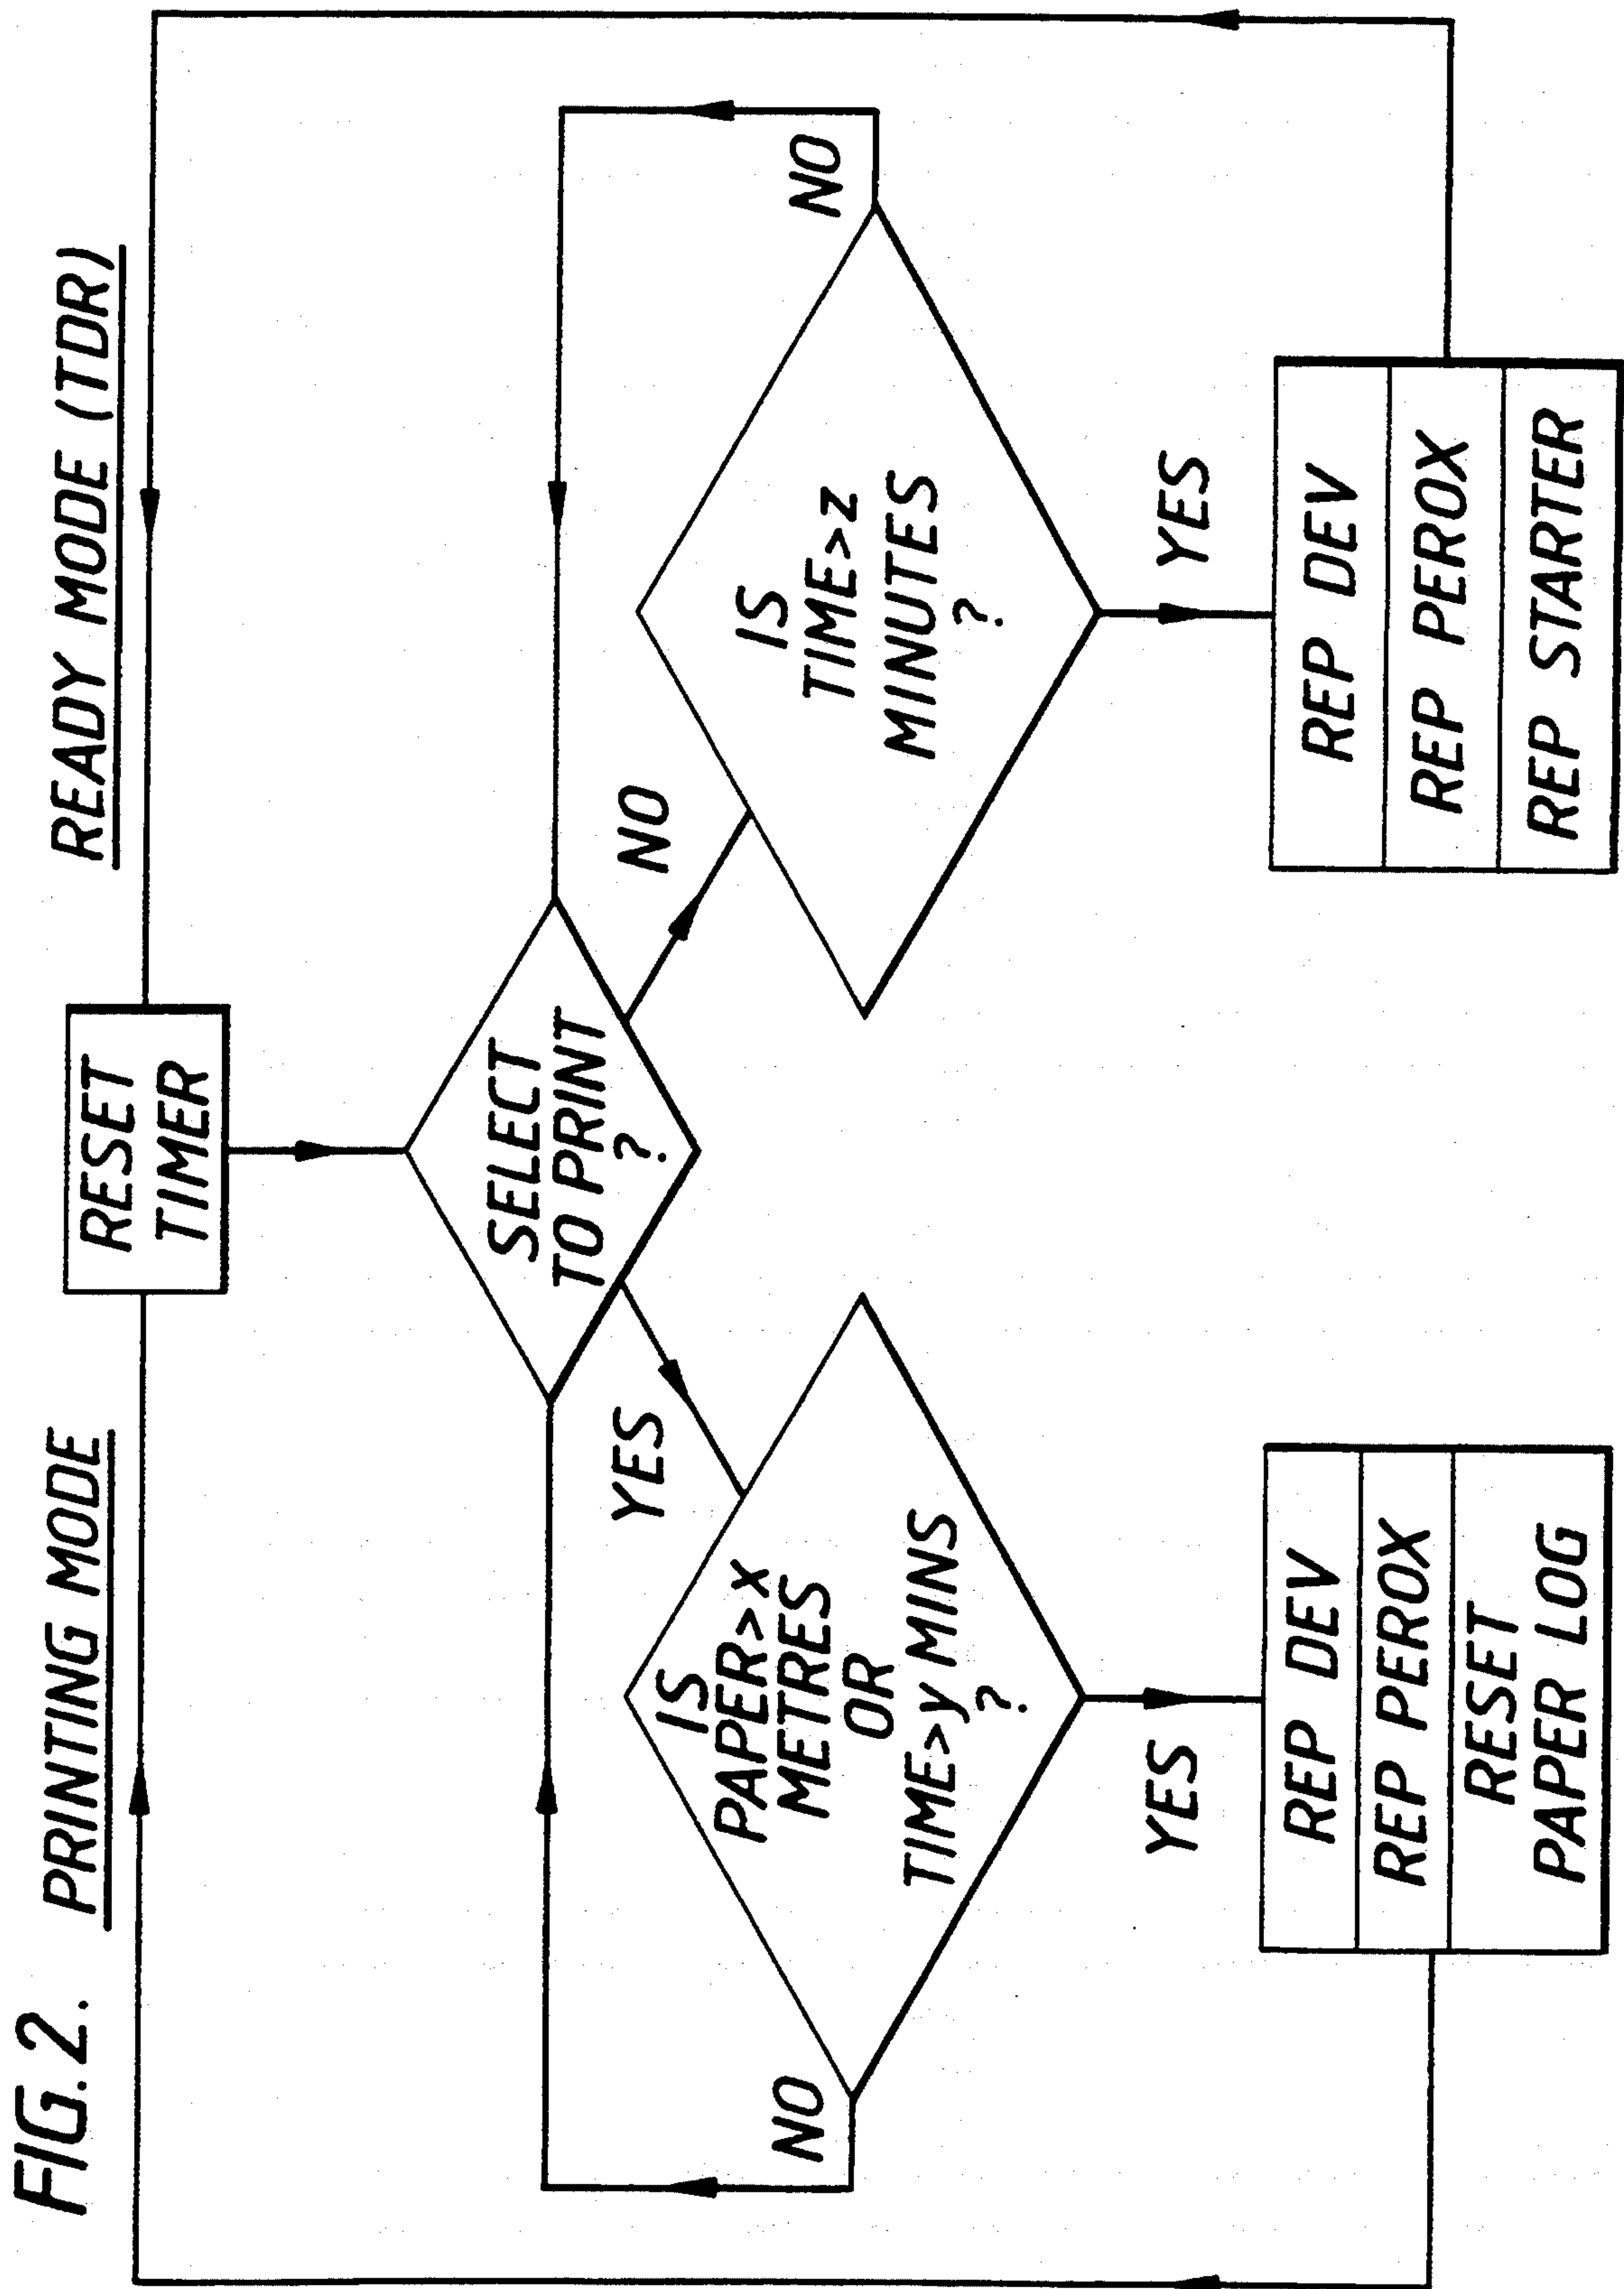 FIG. 2.
PRINTING MODE
READY MODE (TDR)
RESET
TIMER
SELECT
TO PRINT
?
YES
NO
IS
PAPER>x
METRES
OR
TIME>y MINS
?
NO
YES
REP DEV
REP PEROX
RESET
PAPER LOG
IS
TIME>z
MINUTES
?
NO
YES
REP DEV
REP PEROX
REP STARTER